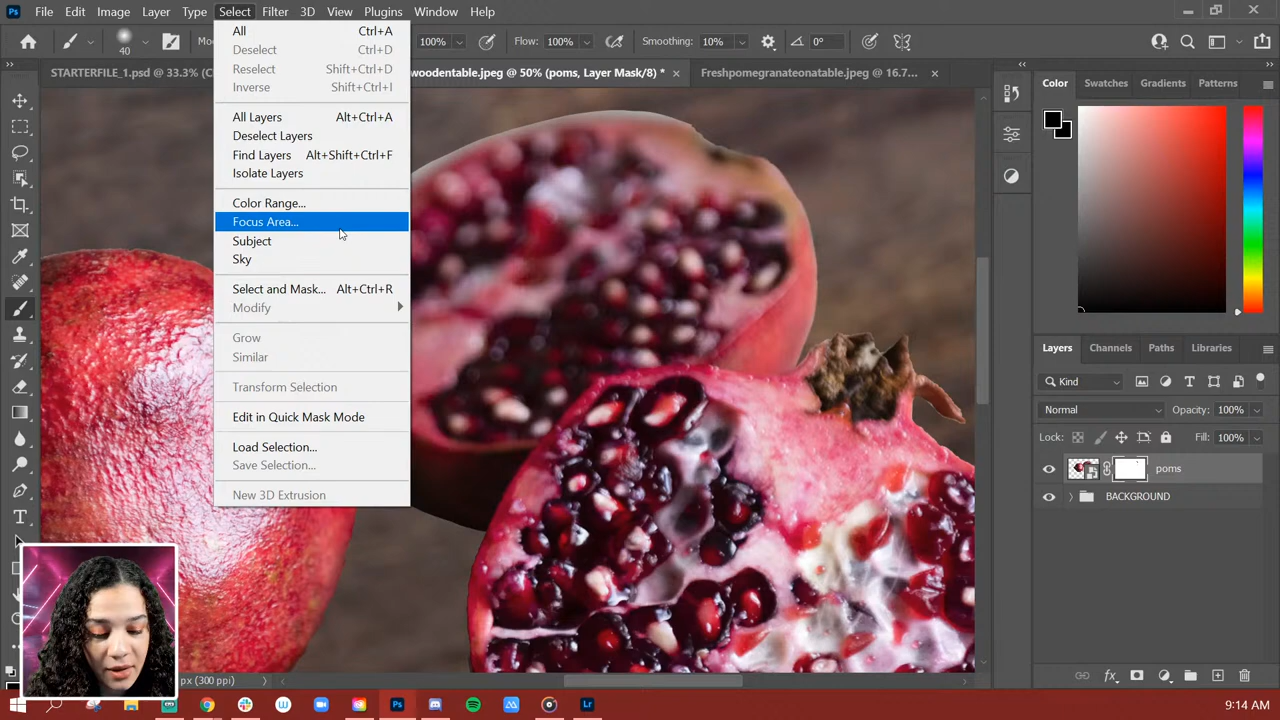 Ps File Edit Image Layer Type Select Filter 3D View Plugins Window Help
40 Mo 100% Flow: 100% Smoothing: 10% 0°
STARTERFILE_1.psd @ 33.3% (C woodentable.jpeg @ 50% (poms, Layer Mask/8) * Freshpomegranateonatable.jpeg @ 16.7...
All Ctrl+A
Deselect Ctrl+D
Reselect Shift+Ctrl+D
Inverse Shift+Ctrl+I
All Layers Alt+Ctrl+A
Deselect Layers
Find Layers Alt+Shift+Ctrl+F
Isolate Layers
Color Range...
Focus Area...
Subject
Sky
Select and Mask... Alt+Ctrl+R
Modify
Grow
Similar
Transform Selection
Edit in Quick Mask Mode
Load Selection...
Save Selection...
New 3D Extrusion
Color Swatches Gradients Patterns
Layers Channels Paths Libraries
Kind
Normal Opacity: 100%
Lock: Fill: 100%
poms
BACKGROUND
px (300 ppi)
fx
Ps Lr 9:14 AM